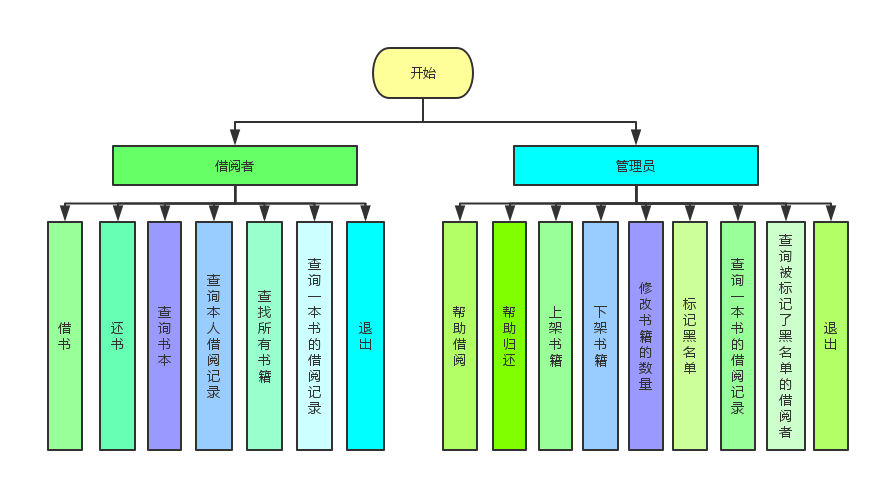 开始
借阅者
管理员
借书
还书
查询书本
查询本人借阅记录
查找所有书籍
查询一本书的借阅记录
退出
帮助借阅
帮助归还
上架书籍
下架书籍
修改书籍的数量
标记黑名单
查询一本书的借阅记录
查询被标记了黑名单的借阅者
退出